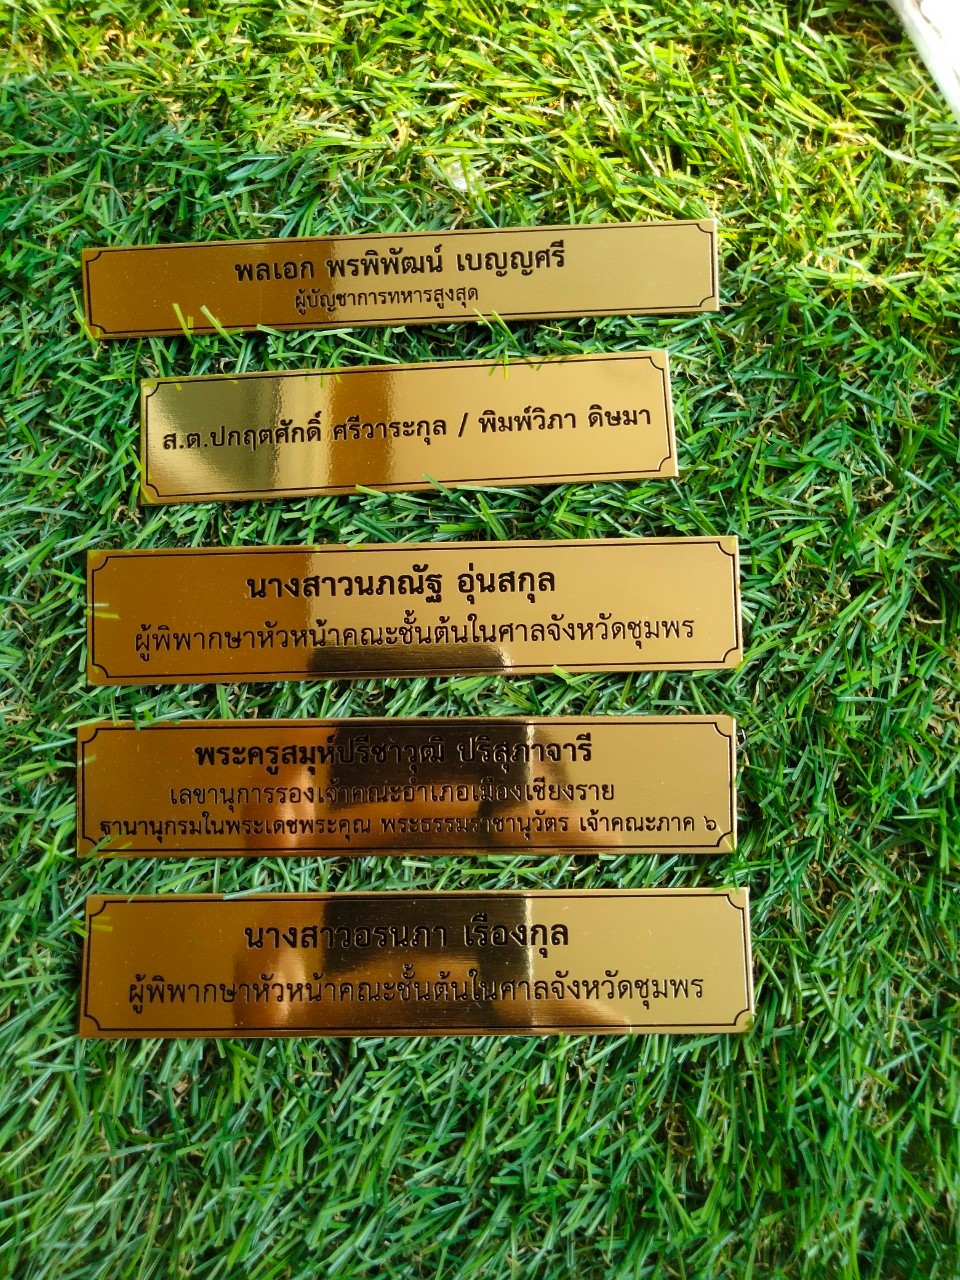 พลเอก พรพิพัฒน์ เบญญศรี
ผู้บัญชาการทหารสูงสุด
ส.ต.ปกฤตศักดิ์ ศรีวาระกุล / พิมพ์วิภา ดิษมา
นางสาวนภณัฐ อุ่นสกุล
ผู้พิพากษาหัวหน้าคณะชั้นต้นในศาลจังหวัดชุมพร
พระครูสมุห์ปรีชาวุฒิ ปริสุภาจารี
เลขานุการรองเจ้าคณะอำเภอเมืองเชียงราย
ฐานานุกรมในพระเดชพระคุณ พระธรรมราชานุวัตร เจ้าคณะภาค ๖
นางสาวอรนภา เรืองกุล
ผู้พิพากษาหัวหน้าคณะชั้นต้นในศาลจังหวัดชุมพร